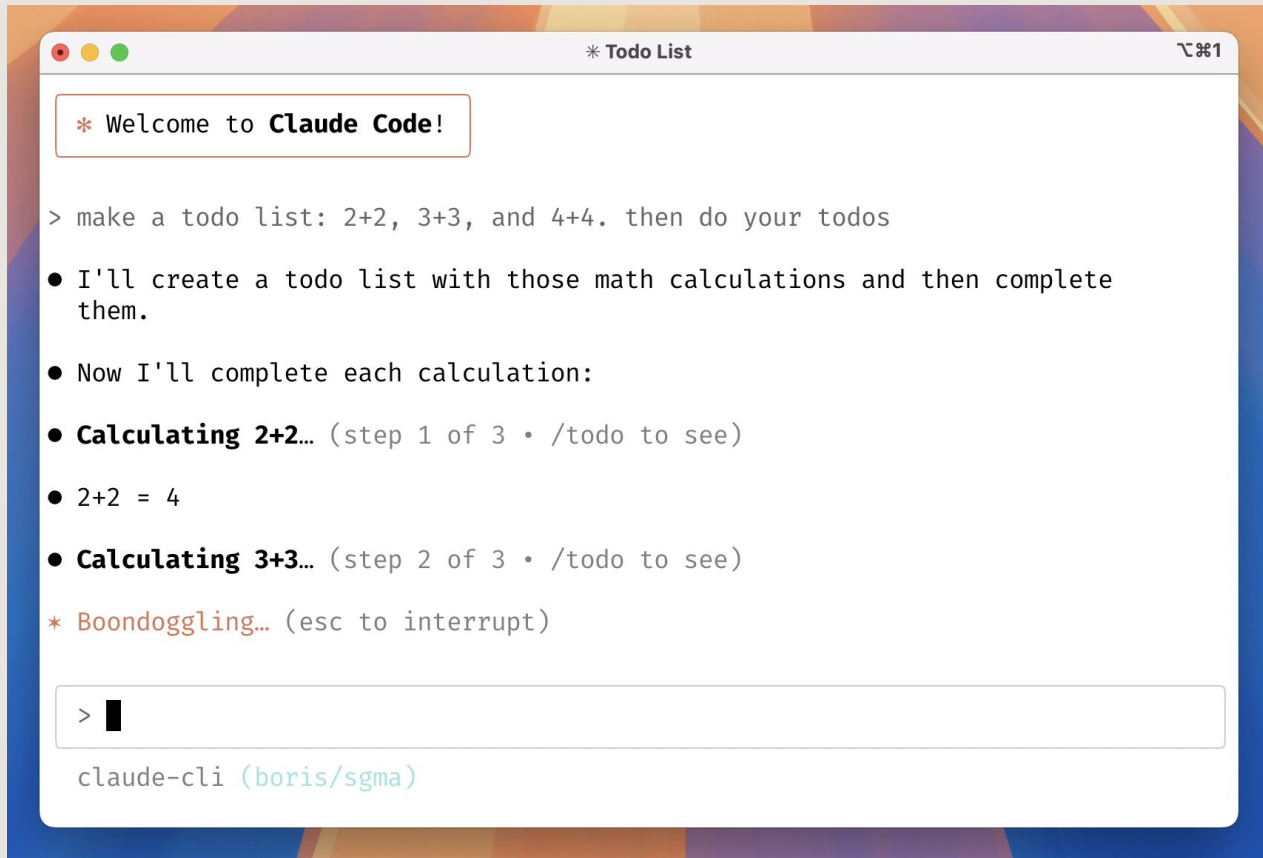 ✳ Todo List ⌥⌘1
✻ Welcome to Claude Code!
> make a todo list: 2+2, 3+3, and 4+4. then do your todos
● I'll create a todo list with those math calculations and then complete
them.
● Now I'll complete each calculation:
● Calculating 2+2… (step 1 of 3 • /todo to see)
● 2+2 = 4
● Calculating 3+3… (step 2 of 3 • /todo to see)
✶ Boondoggling… (esc to interrupt)
>
claude-cli (boris/sgma)